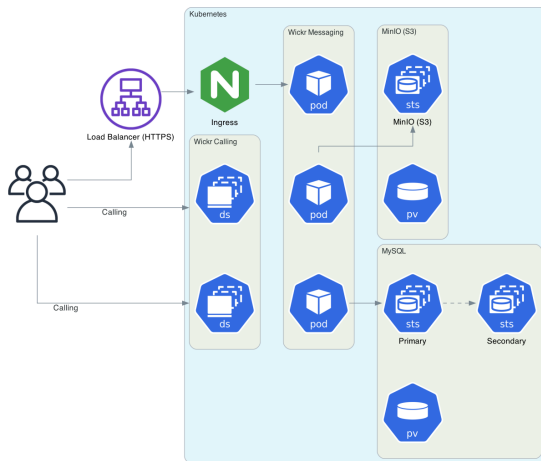 Kubernetes
Wickr Messaging
MinIO (S3)
N
pod
sts
Ingress
MinIO (S3)
Load Balancer (HTTPS)
Wickr Calling
ds
pod
pv
Calling
MySQL
ds
pod
sts
sts
Calling
Primary
Secondary
pv